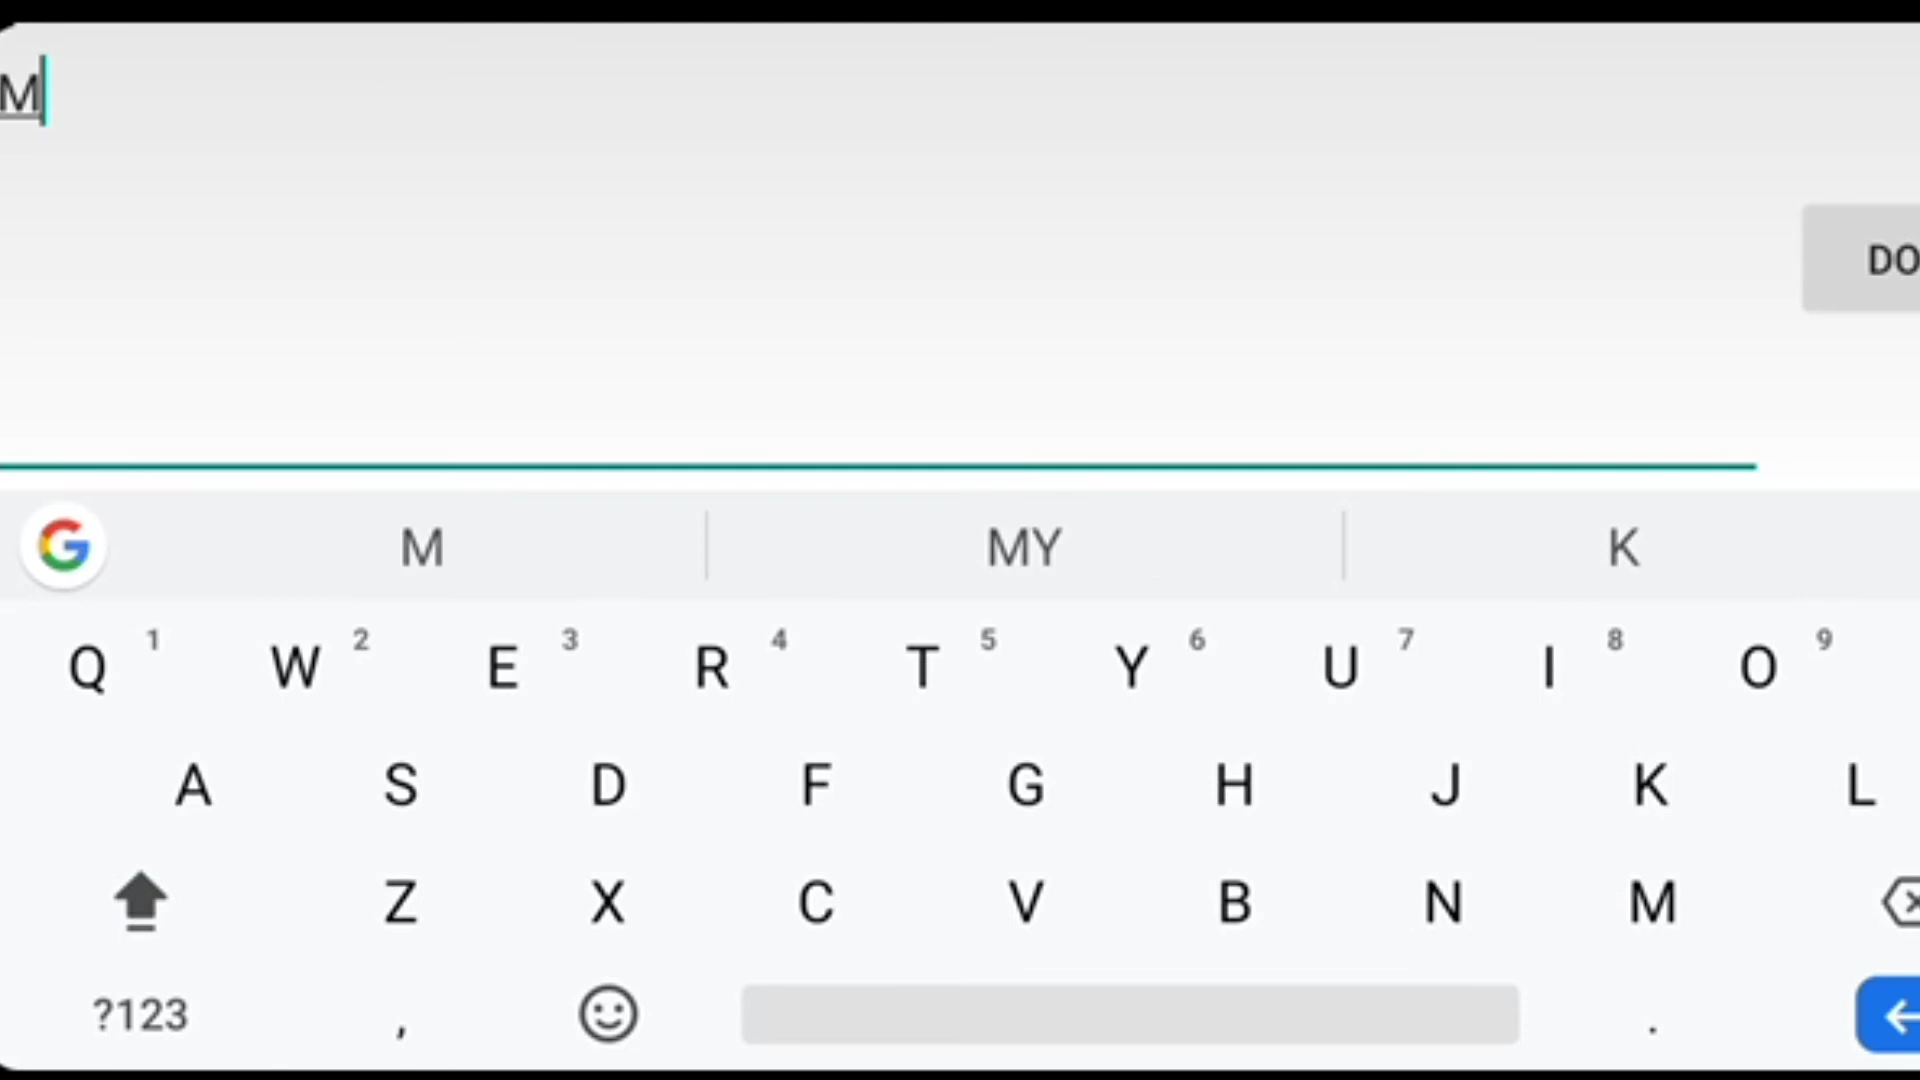 M
DO
G M MY K
Q 1 W 2 E 3 R 4 T 5 Y 6 U 7 I 8 O 9
A S D F G H J K L
Z X C V B N M
?123 , .